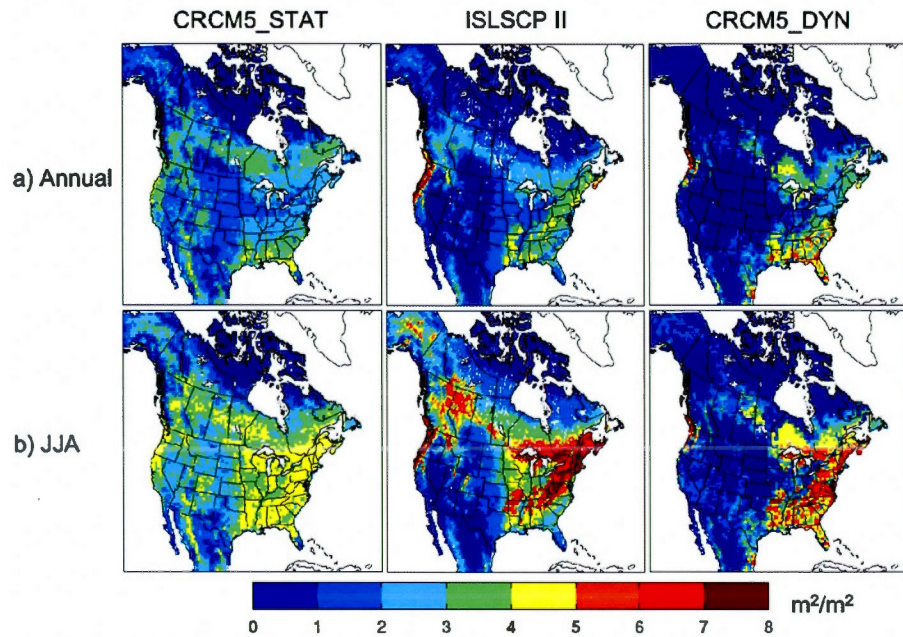 CRCM5_STAT ISLSCP II CRCM5_DYN
a) Annual
b) JJA
0 1 2 3 4 5 6 7 8 m²/m²